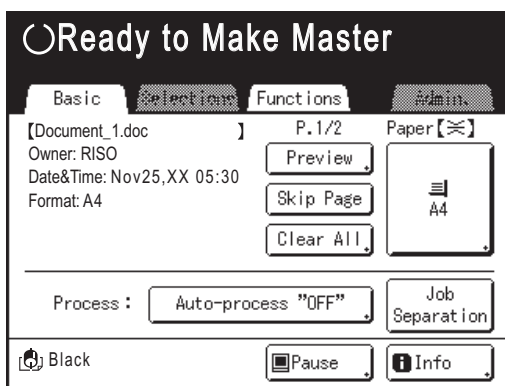 Ready to Make Master
Basic Selections Functions Admin.
【Document_1.doc 】 P.1/2 Paper【】
Owner: RISO Preview
Date&Time: Nov25,XX 05:30
Format: A4 Skip Page A4
Clear All
Process: Auto-process "OFF" Job Separation
Black Pause Info